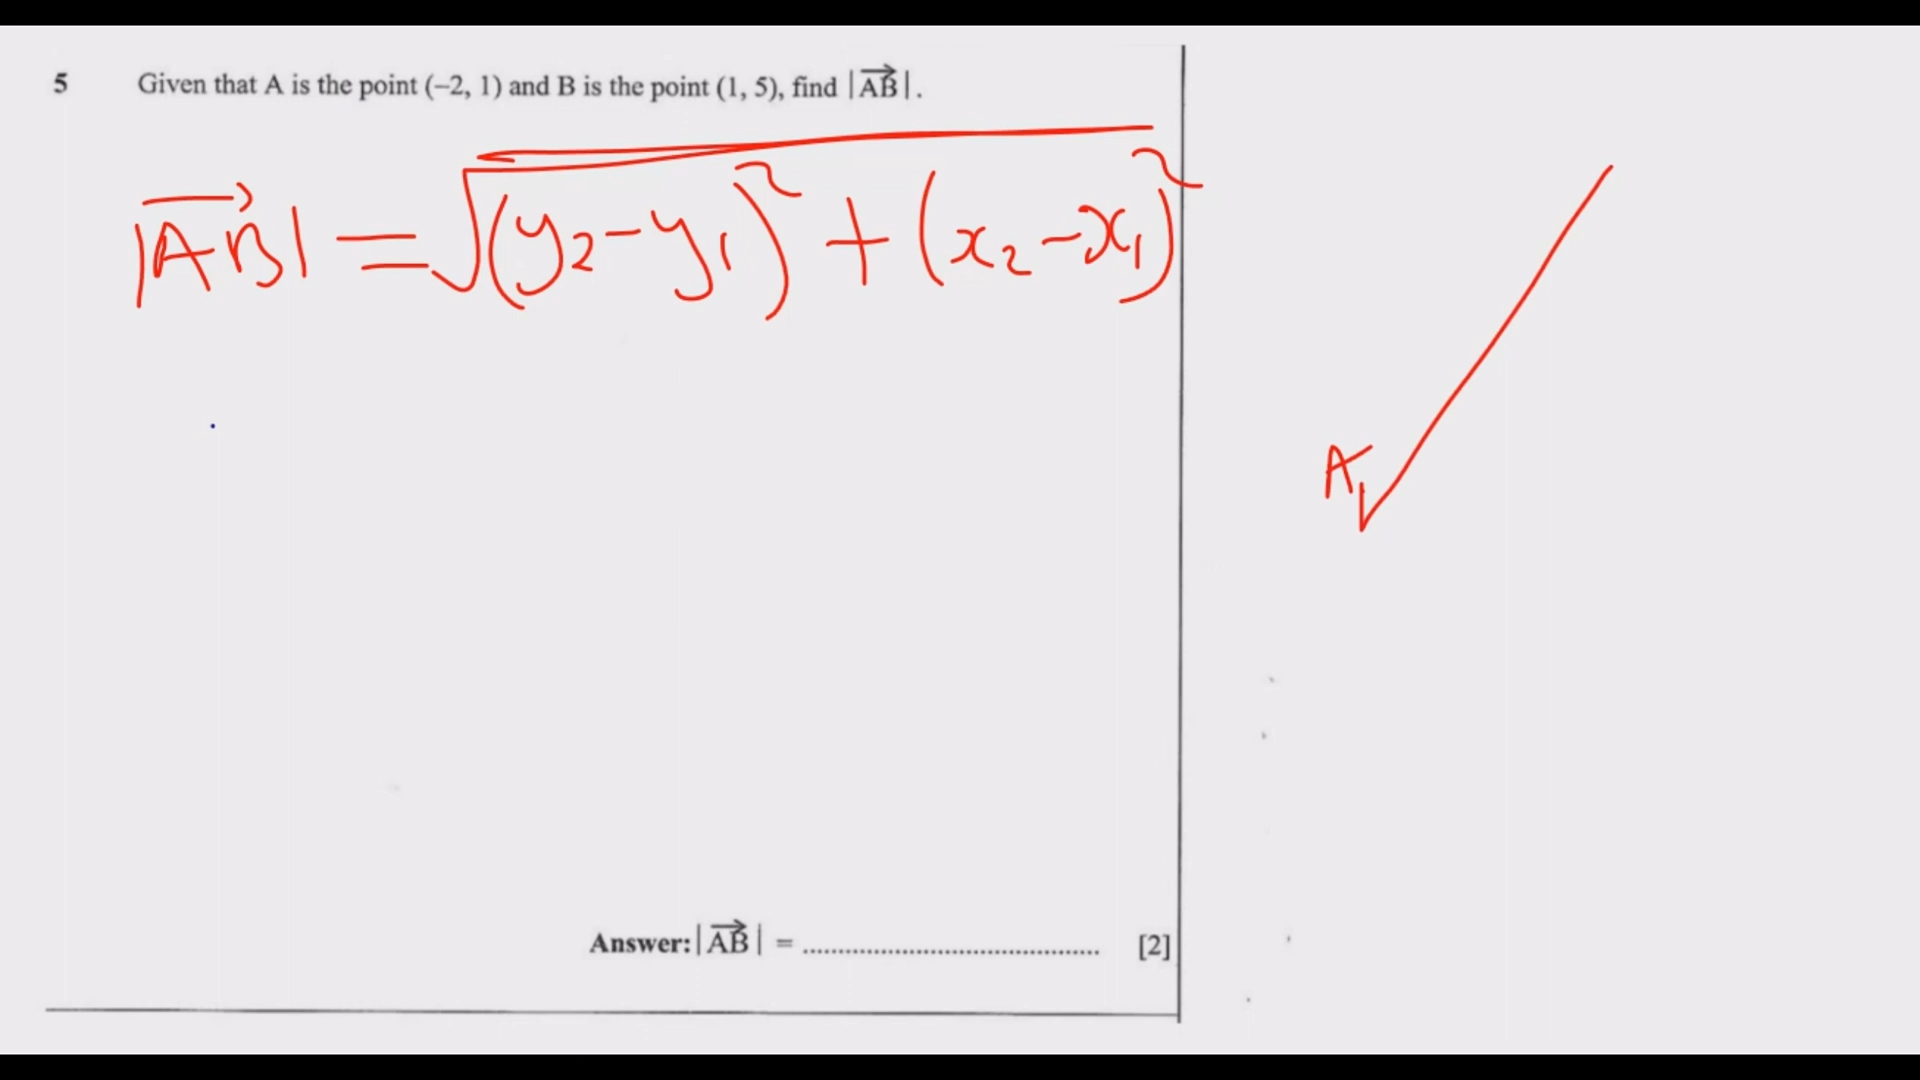 5 Given that A is the point (–2, 1) and B is the point (1, 5), find |AB⃗|.
|AB⃗| = √((y₂-y₁)² + (x₂-x₁)²)
A
Answer: |AB⃗| = ........................................ [2]